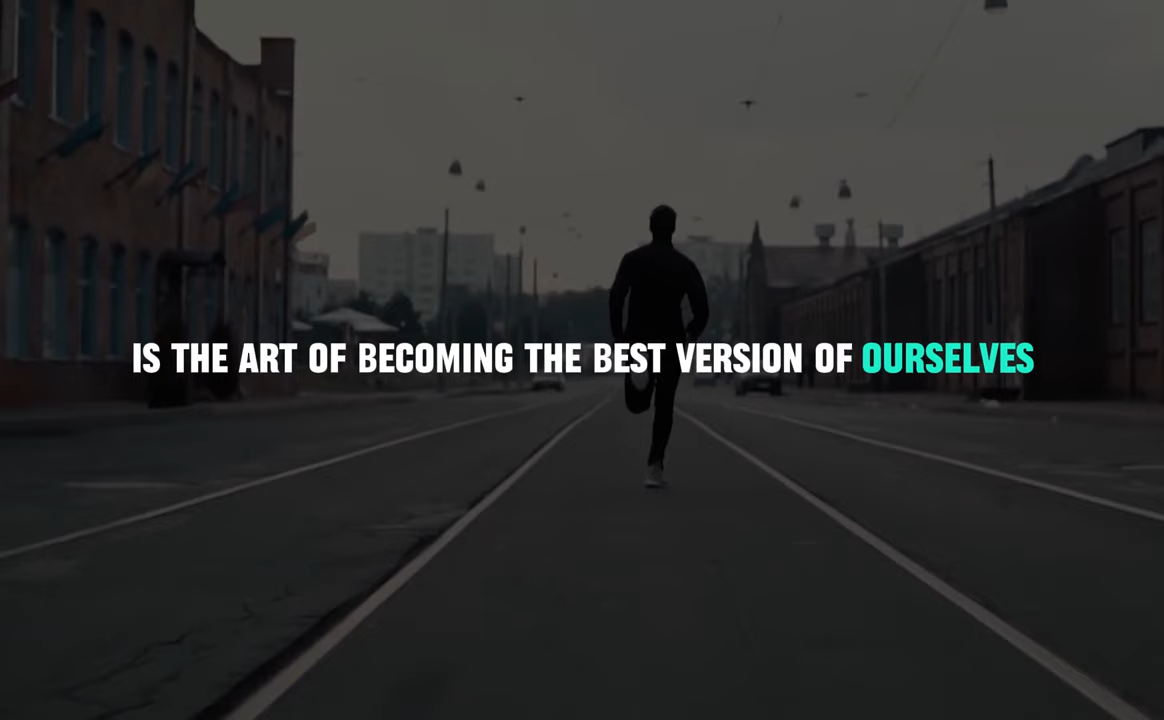 IS THE ART OF BECOMING THE BEST VERSION OF OURSELVES